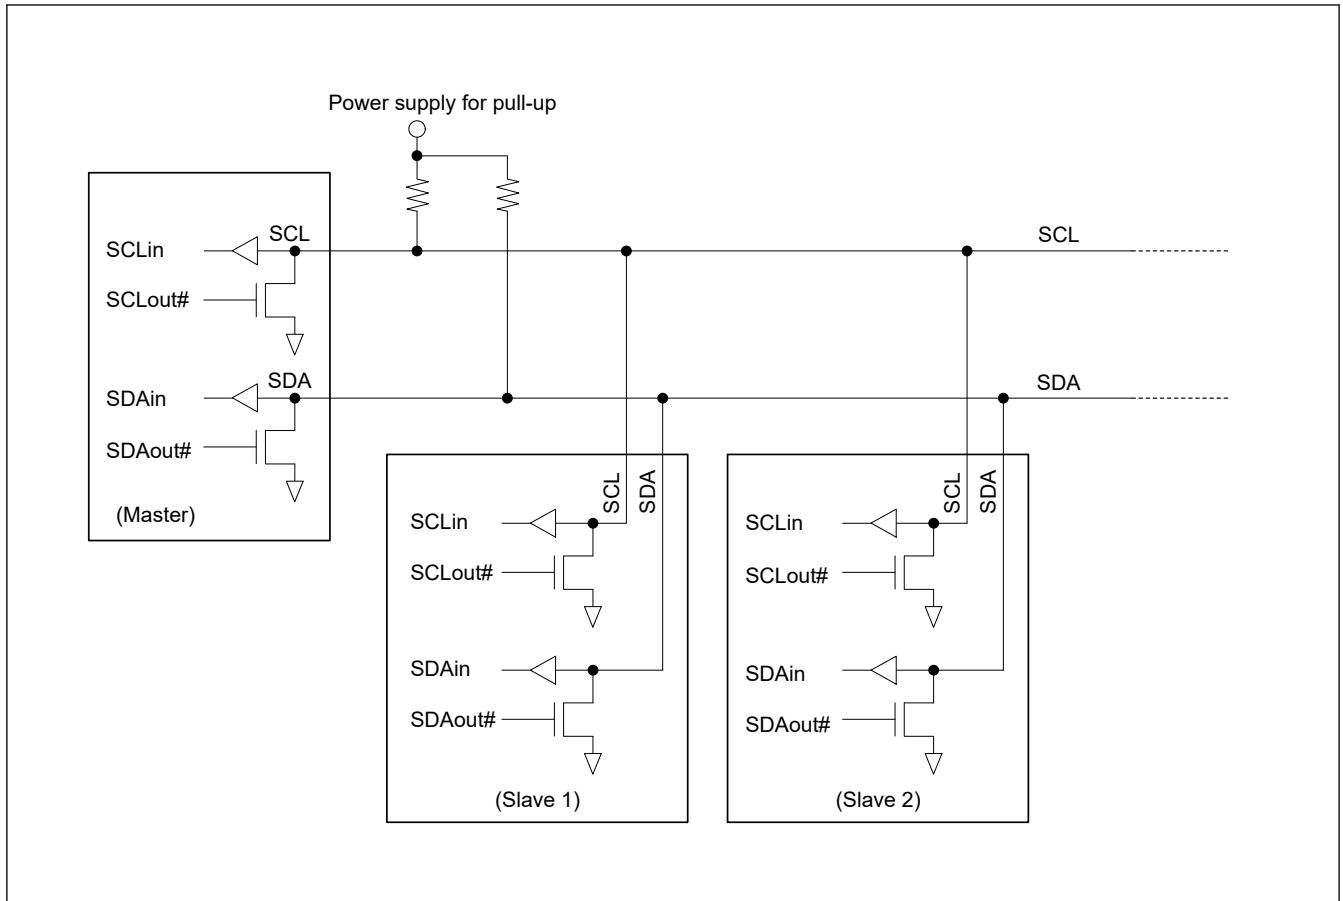 Power supply for pull-up
SCL
SCLin
SCL
SCLout#
SDA
SDAin
SDA
SDAout#
(Master)
SCL
SDA
SCLin
SCLout#
SDAin
SDAout#
(Slave 1)
SCL
SDA
SCLin
SCLout#
SDAin
SDAout#
(Slave 2)